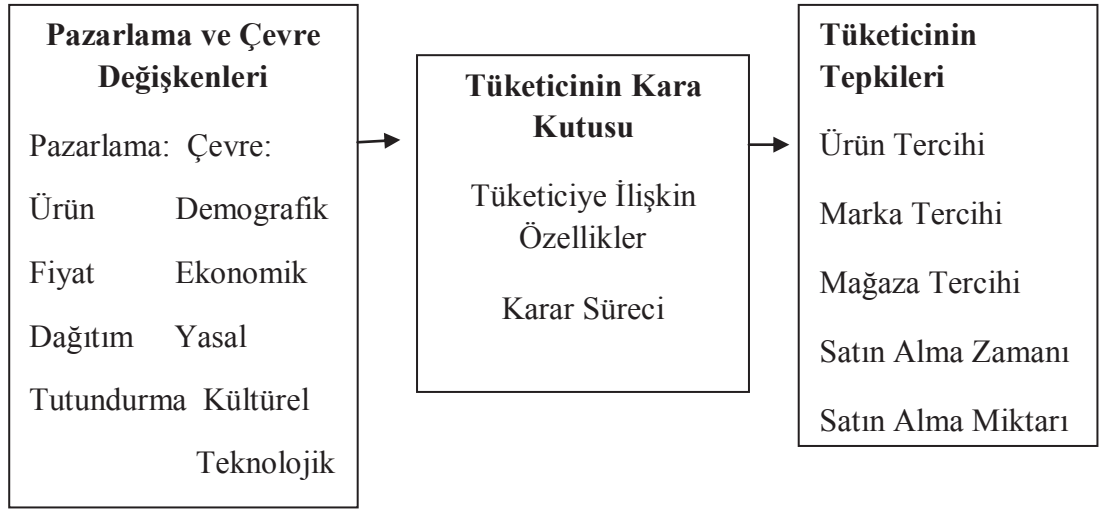 Pazarlama ve Çevre
Değişkenleri
Pazarlama: Çevre:
Ürün Demografik
Fiyat Ekonomik
Dağıtım Yasal
Tutundurma Kültürel
Teknolojik
Tüketicinin Kara
Kutusu
Tüketiciye İlişkin
Özellikler
Karar Süreci
Tüketicinin
Tepkileri
Ürün Tercihi
Marka Tercihi
Mağaza Tercihi
Satın Alma Zamanı
Satın Alma Miktarı